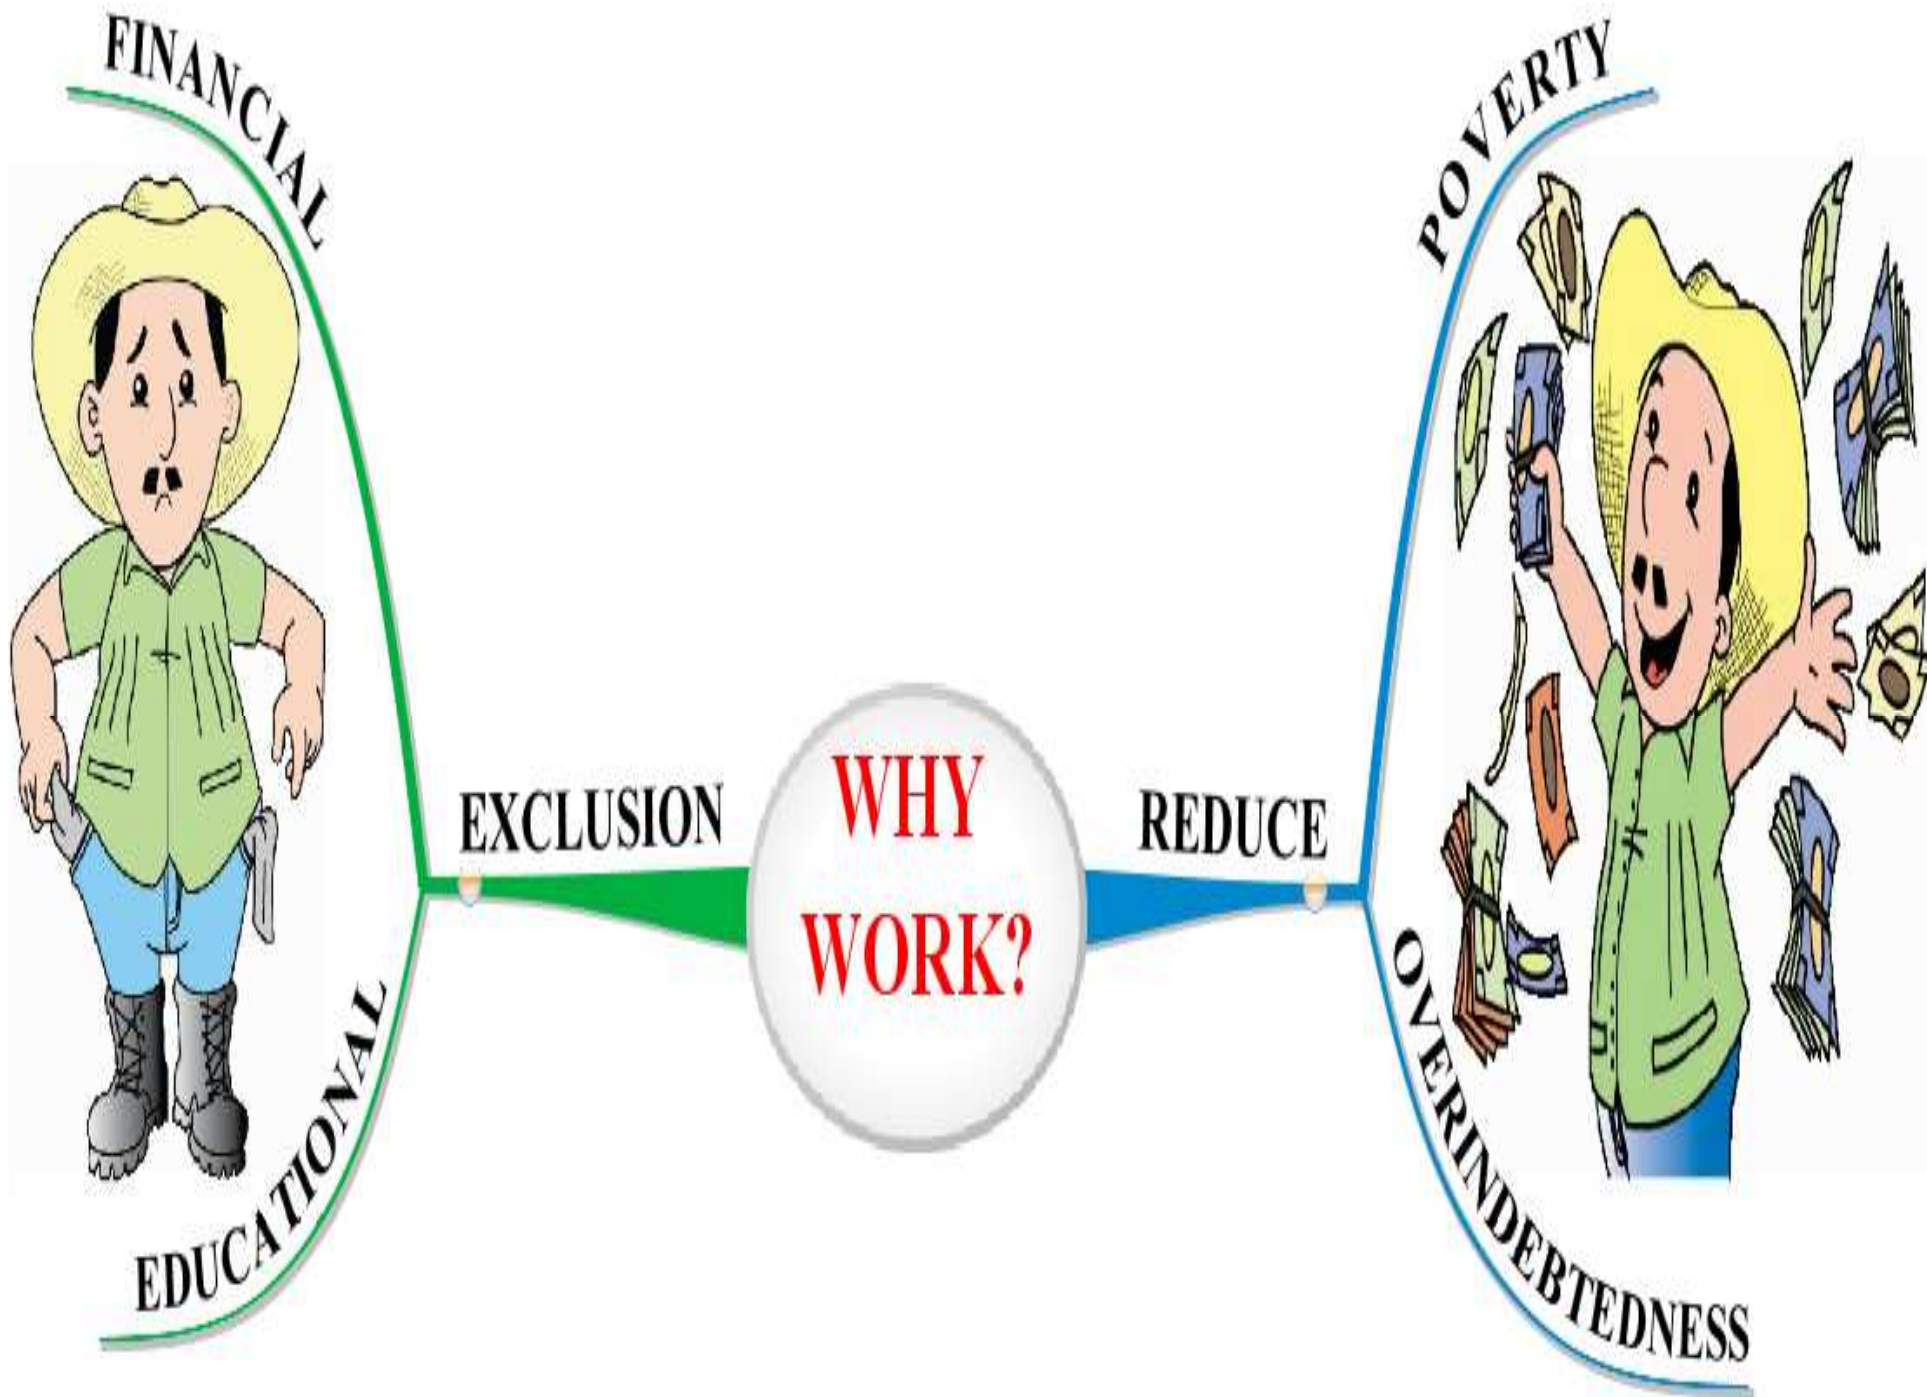 FINANCIAL
POVERTY
EXCLUSION
WHY
WORK?
REDUCE
EDUCATIONAL
OVERINDEBTEDNESS